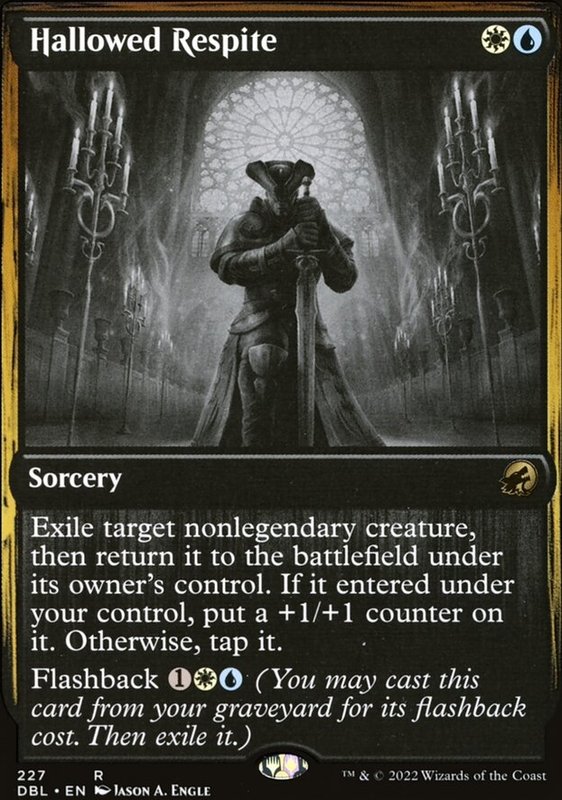 Hallowed Respite
Sorcery
Exile target nonlegendary creature,
then return it to the battlefield under
its owner's control. If it entered under
your control, put a +1/+1 counter on
it. Otherwise, tap it.
Flashback 1 (You may cast this
card from your graveyard for its flashback
cost. Then exile it.)
227 R
DBL • EN Jason A. Engle
™ & © 2022 Wizards of the Coast